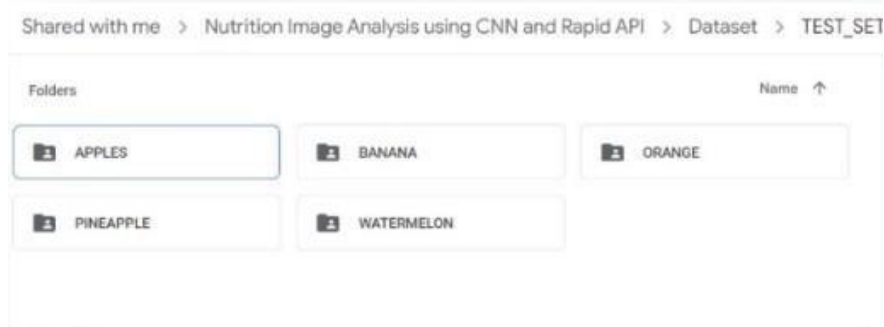 Shared with me > Nutrition Image Analysis using CNN and Rapid API > Dataset > TEST_SET
Folders Name ↑
APPLES BANANA ORANGE
PINEAPPLE WATERMELON